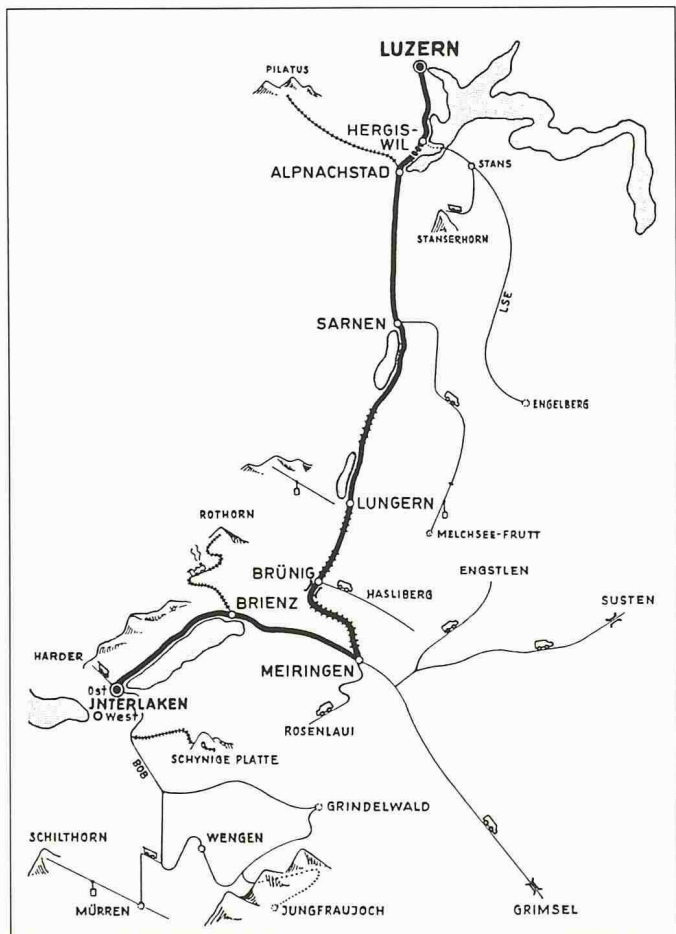 LUZERN
PILATUS
HERGIS-
WIL
ALPNACHSTAD
STANS
STANSERHORN
LSE
SARNEN
ENGELBERG
LUNGERN
ROTHORN
MELCHSEE-FRUTT
BRÜNIG
ENGSTLEN
HASLIBERG
BRIENZ
SUSTEN
HARDER
MEIRINGEN
Ost
JNTERLAKEN
West
ROSENLAUI
SCHYNIGE PLATTE
BOB
GRINDELWALD
SCHILTHORN
WENGEN
MÜRREN
JUNGFRAUJOCH
GRIMSEL